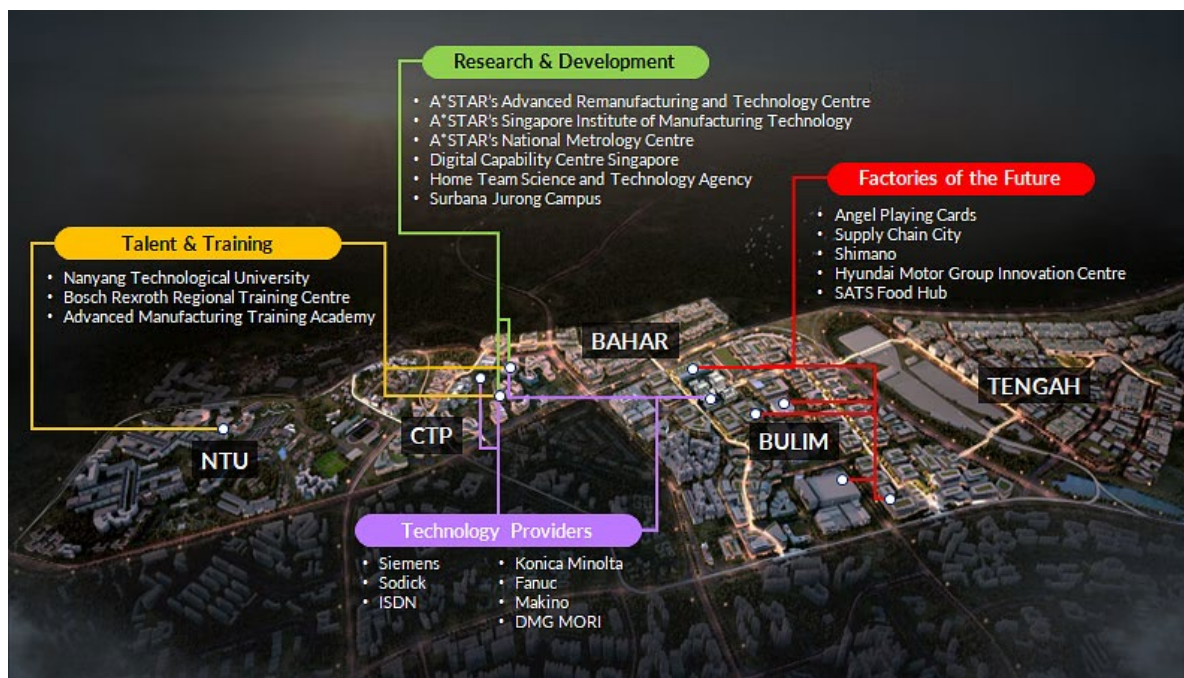 Research & Development
• A*STAR's Advanced Remanufacturing and Technology Centre
• A*STAR's Singapore Institute of Manufacturing Technology
• A*STAR's National Metrology Centre
• Digital Capability Centre Singapore
• Home Team Science and Technology Agency
• Surbana Jurong Campus
Factories of the Future
• Angel Playing Cards
• Supply Chain City
• Shimano
• Hyundai Motor Group Innovation Centre
• SATS Food Hub
Talent & Training
• Nanyang Technological University
• Bosch Rexroth Regional Training Centre
• Advanced Manufacturing Training Academy
BAHAR
TENGAH
CTP
BULIM
NTU
Technology Providers
• Siemens
• Sodick
• ISDN
• Konica Minolta
• Fanuc
• Makino
• DMG MORI